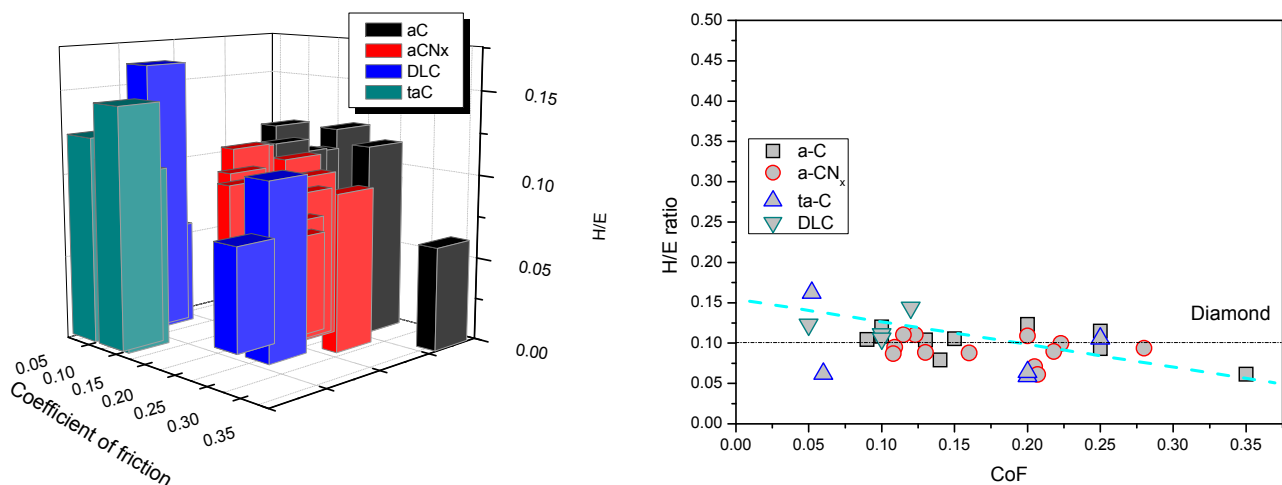 aC
aCNx
DLC
taC
0.15
0.10
0.05
0.00
H/E
0.05
0.10
0.15
0.20
0.25
0.30
0.35
Coefficient of friction
0.50
0.45
0.40
0.35
0.30
0.25
0.20
0.15
0.10
0.05
0.00
H/E ratio
a-C
a-CNx
ta-C
DLC
Diamond
0.00 0.05 0.10 0.15 0.20 0.25 0.30 0.35
CoF